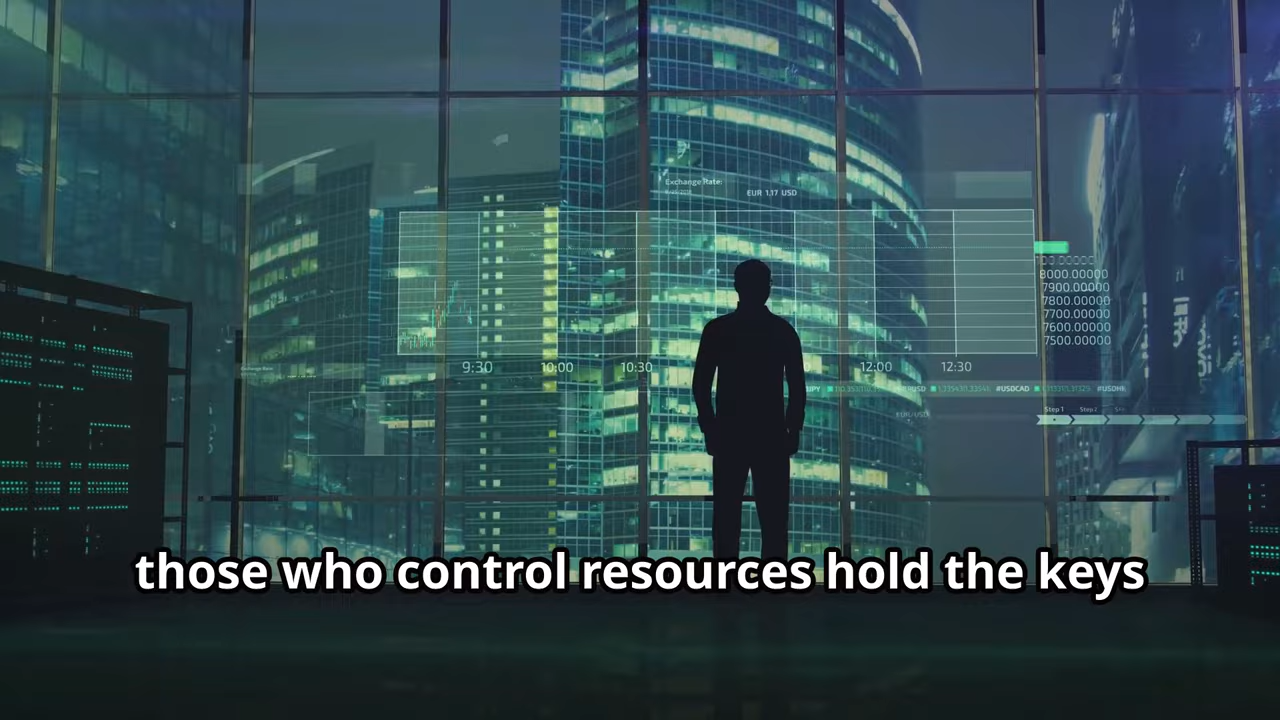 Exchange Rate:
EUR 1.17 USD
8000.00000
7900.00000
7800.00000
7700.00000
7600.00000
7500.00000
9:30 10:00 10:30 12:00 12:30
#USDCAD
EUR/USD
Step 1 Step 2
those who control resources hold the keys